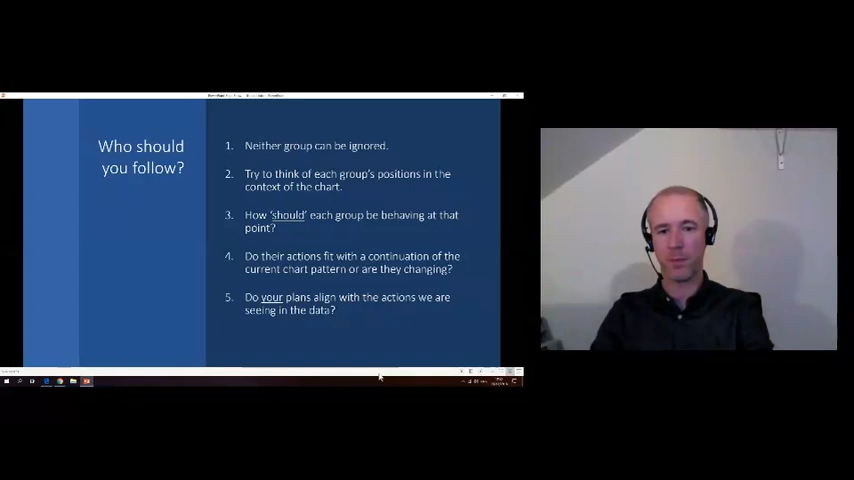 Who should
you follow?
1. Neither group can be ignored.
2. Try to think of each group's positions in the
context of the chart.
3. How 'should' each group be behaving at that
point?
4. Do their actions fit with a continuation of the
current chart pattern or are they changing?
5. Do your plans align with the actions we are
seeing in the data?